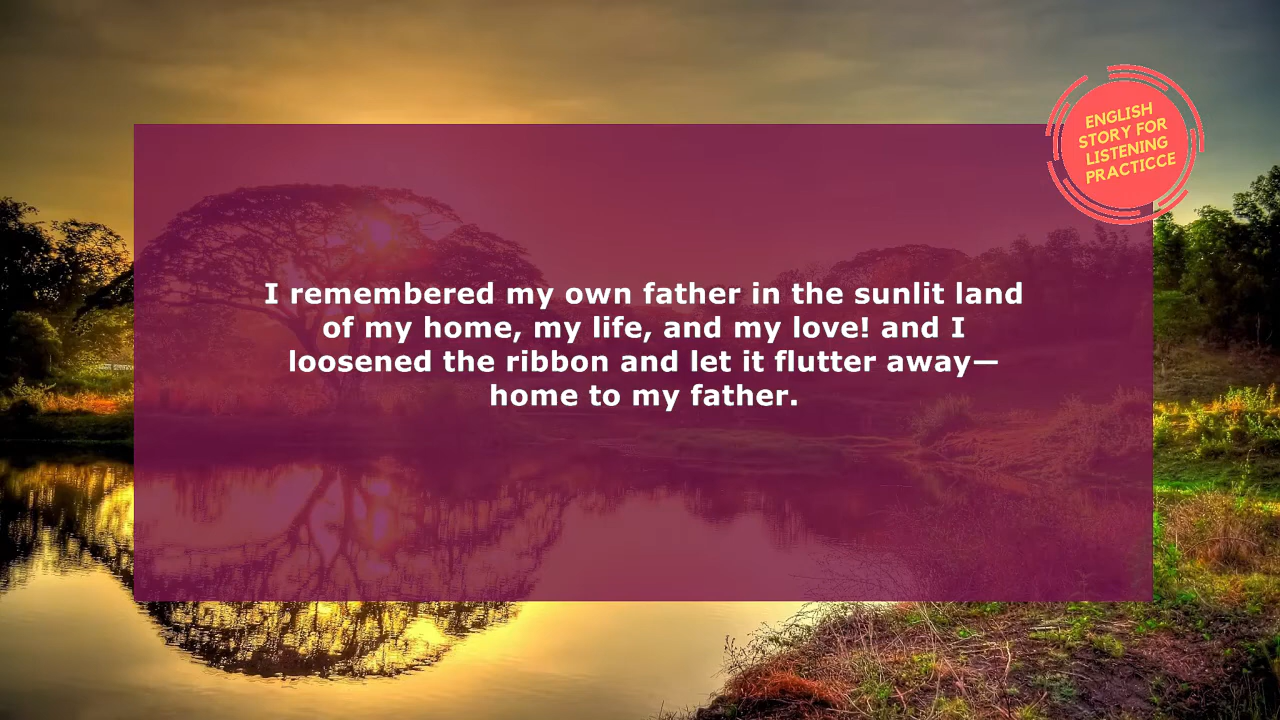 ENGLISH
STORY FOR
LISTENING
PRACTICCE
I remembered my own father in the sunlit land
of my home, my life, and my love! and I
loosened the ribbon and let it flutter away—
home to my father.